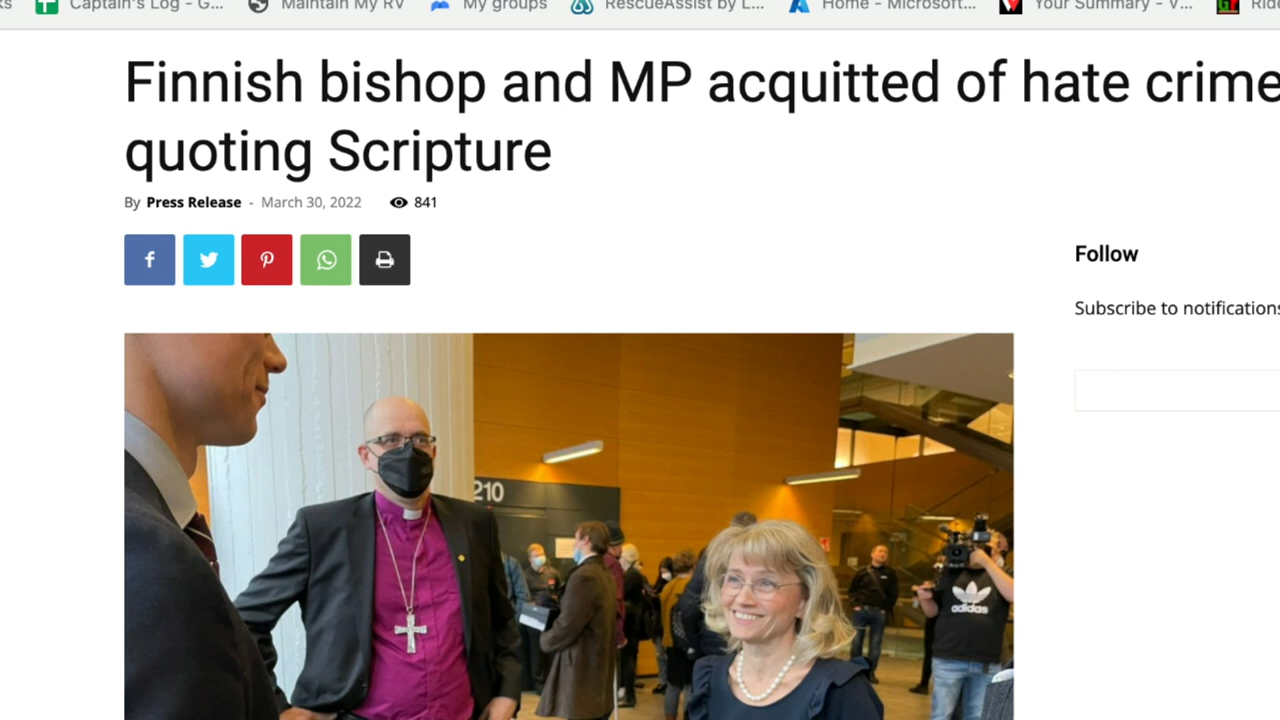 Captain's Log - G...
Maintain My RV
My groups
RescueAssist by L...
Home - Microsoft...
Your Summary - V...
Finnish bishop and MP acquitted of hate crime
quoting Scripture
By Press Release - March 30, 2022 841
Follow
Subscribe to notifications
210
adidas